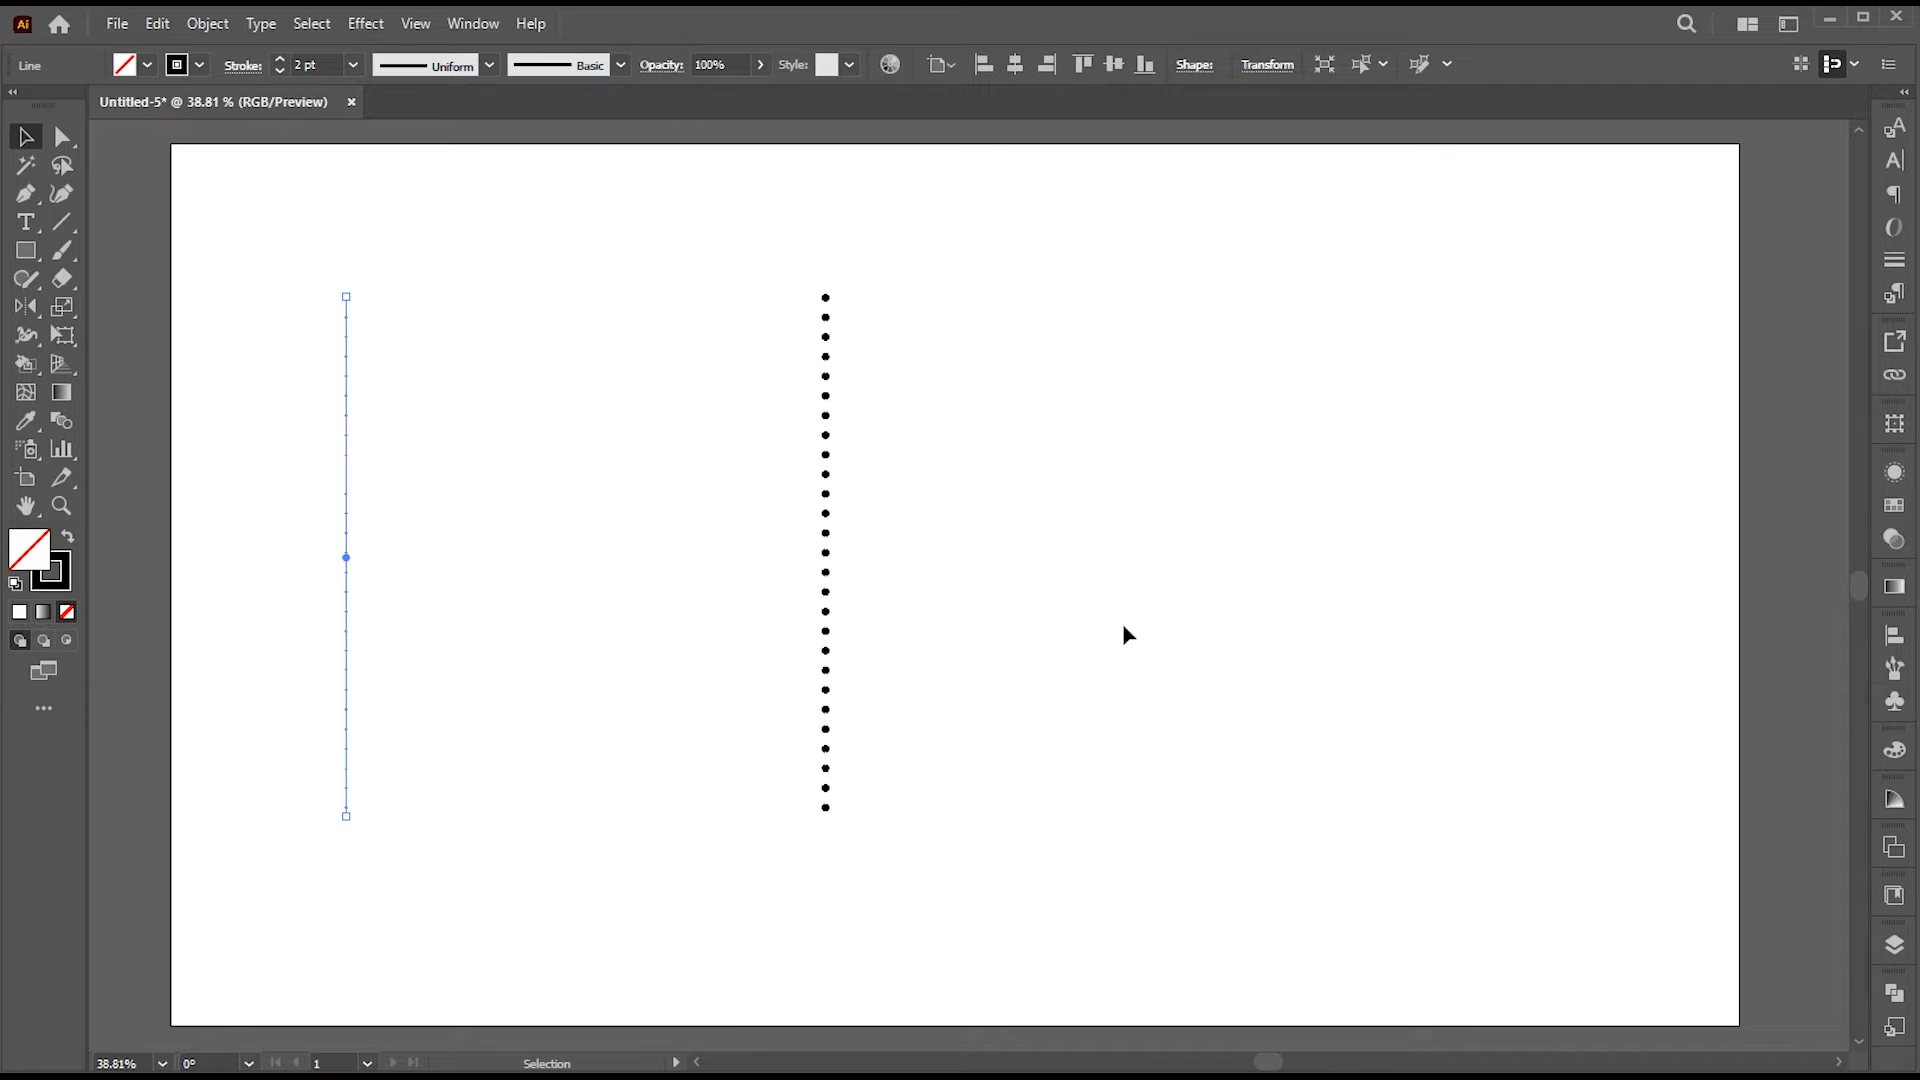 Ai File Edit Object Type Select Effect View Window Help
Line Stroke: 2 pt Uniform Basic Opacity: 100% Style: Shape: Transform
Untitled-5* @ 38.81 % (RGB/Preview) ×
38.81% 0° 1 Selection